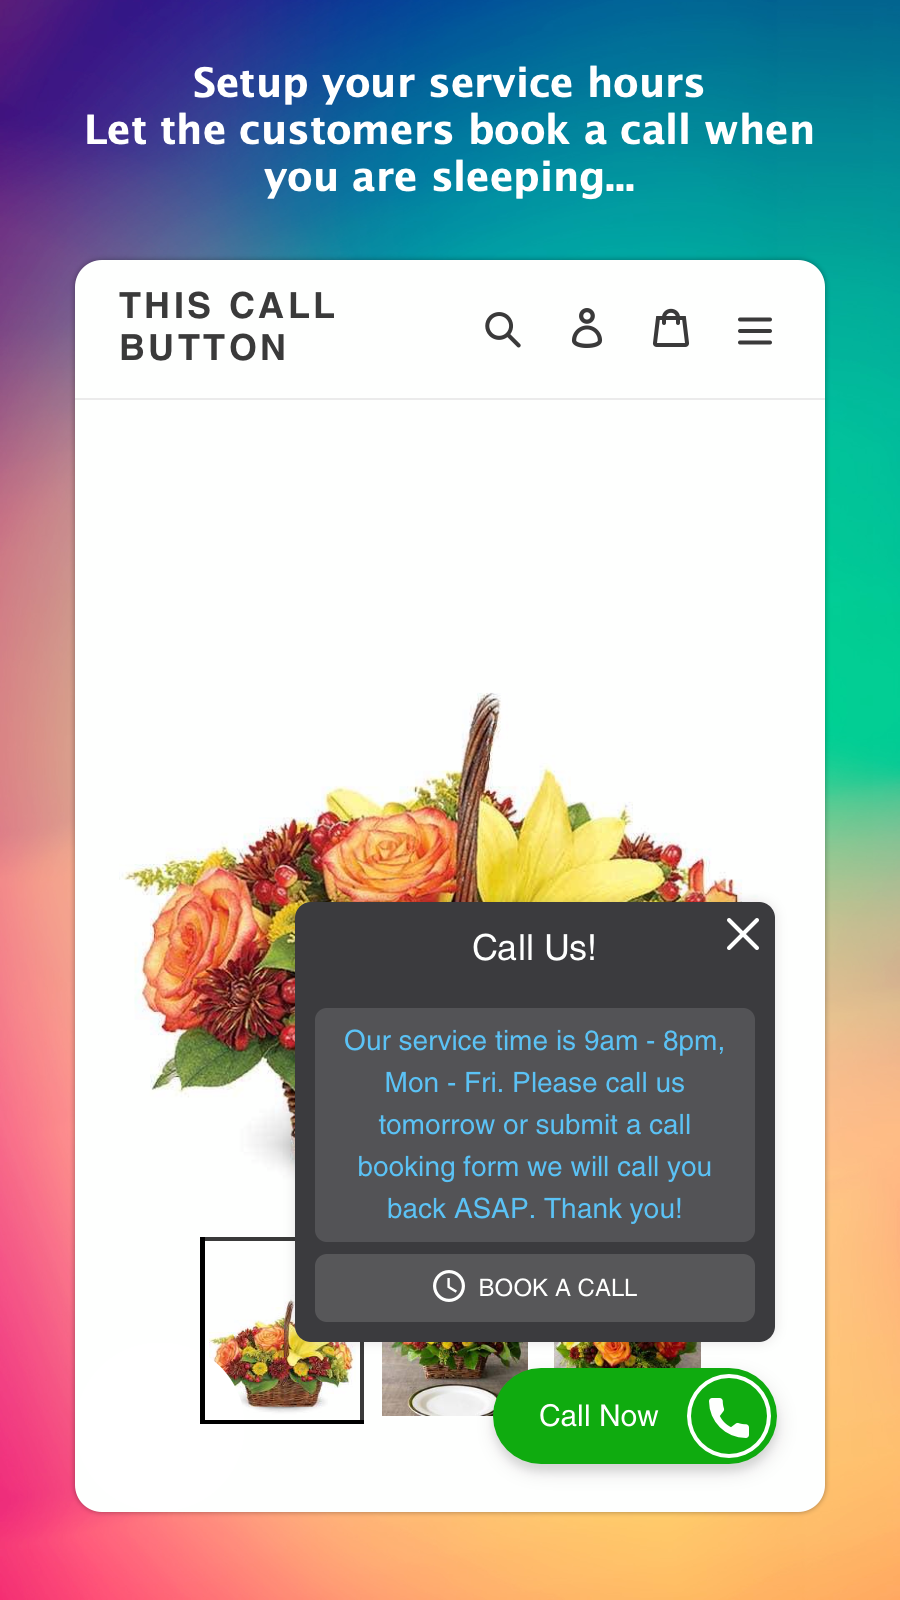 Setup your service hours
Let the customers book a call when
you are sleeping...
THIS CALL
BUTTON
Call Us!
Our service time is 9am - 8pm,
Mon - Fri. Please call us
tomorrow or submit a call
booking form we will call you
back ASAP. Thank you!
BOOK A CALL
Call Now